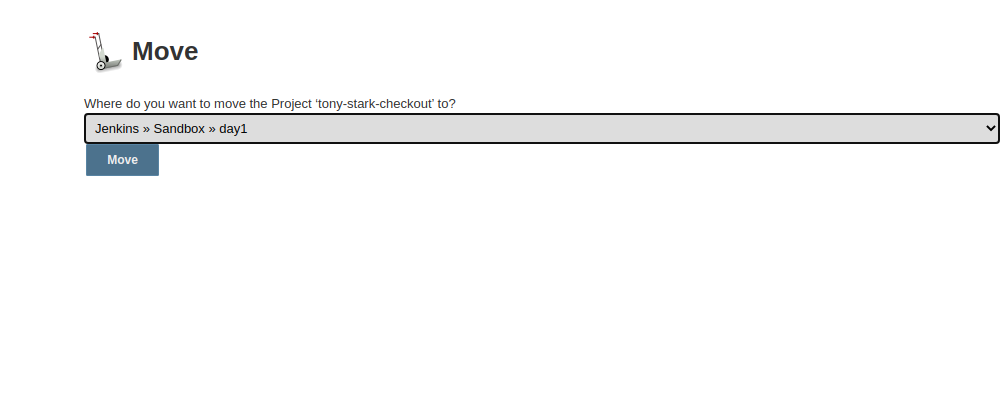 Move
Where do you want to move the Project ‘tony-stark-checkout’ to?
Jenkins » Sandbox » day1
Move